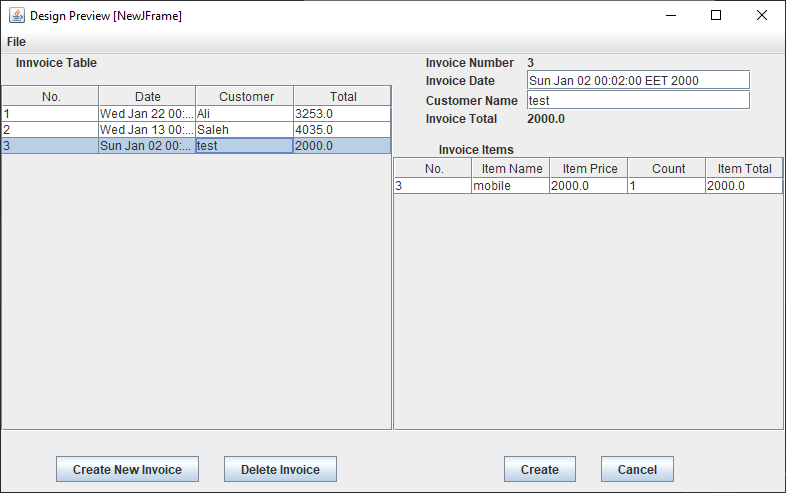 Design Preview [NewJFrame]
File
Innvoice Table
No. Date Customer Total
1 Wed Jan 22 00:... Ali 3253.0
2 Wed Jan 13 00:... Saleh 4035.0
3 Sun Jan 02 00:... test 2000.0
Invoice Number 3
Invoice Date Sun Jan 02 00:02:00 EET 2000
Customer Name test
Invoice Total 2000.0
Invoice Items
No. Item Name Item Price Count Item Total
3 mobile 2000.0 1 2000.0
Create New Invoice Delete Invoice Create Cancel